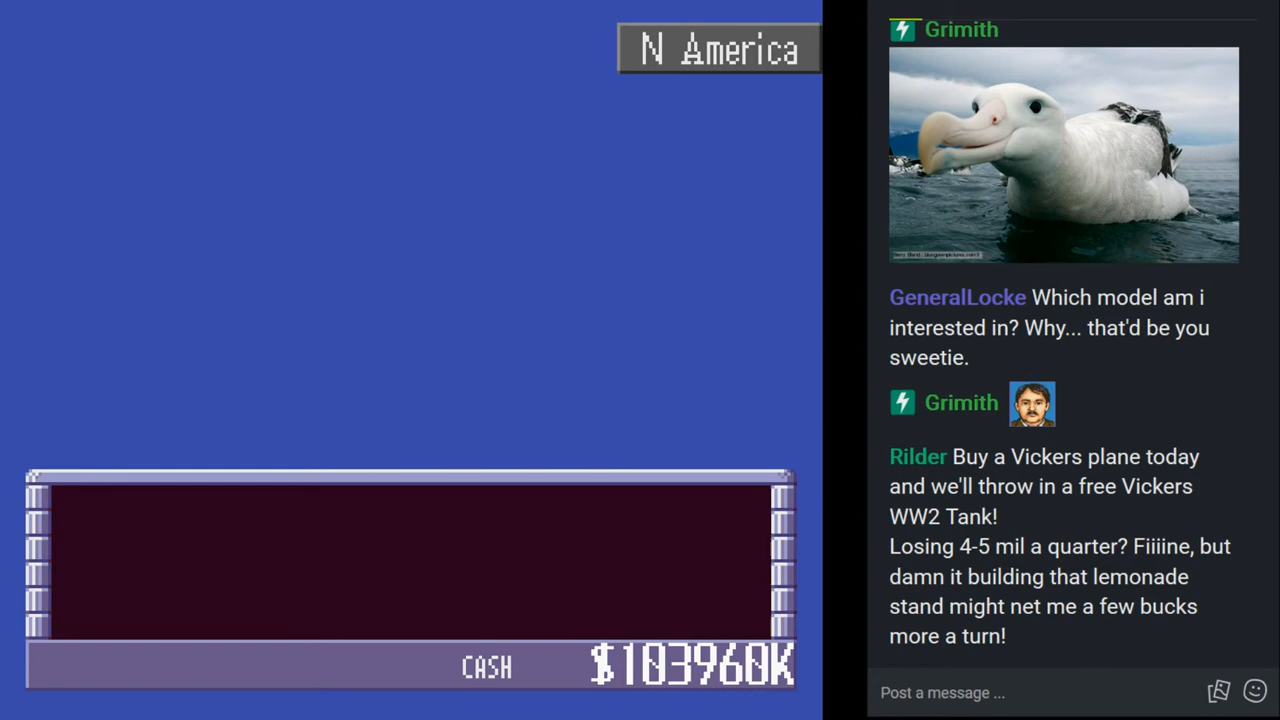 N America
CASH $103960K
Grimith
GeneralLocke Which model am i
interested in? Why... that'd be you
sweetie.
Grimith
Rilder Buy a Vickers plane today
and we'll throw in a free Vickers
WW2 Tank!
Losing 4-5 mil a quarter? Fiiiine, but
damn it building that lemonade
stand might net me a few bucks
more a turn!
Post a message ...